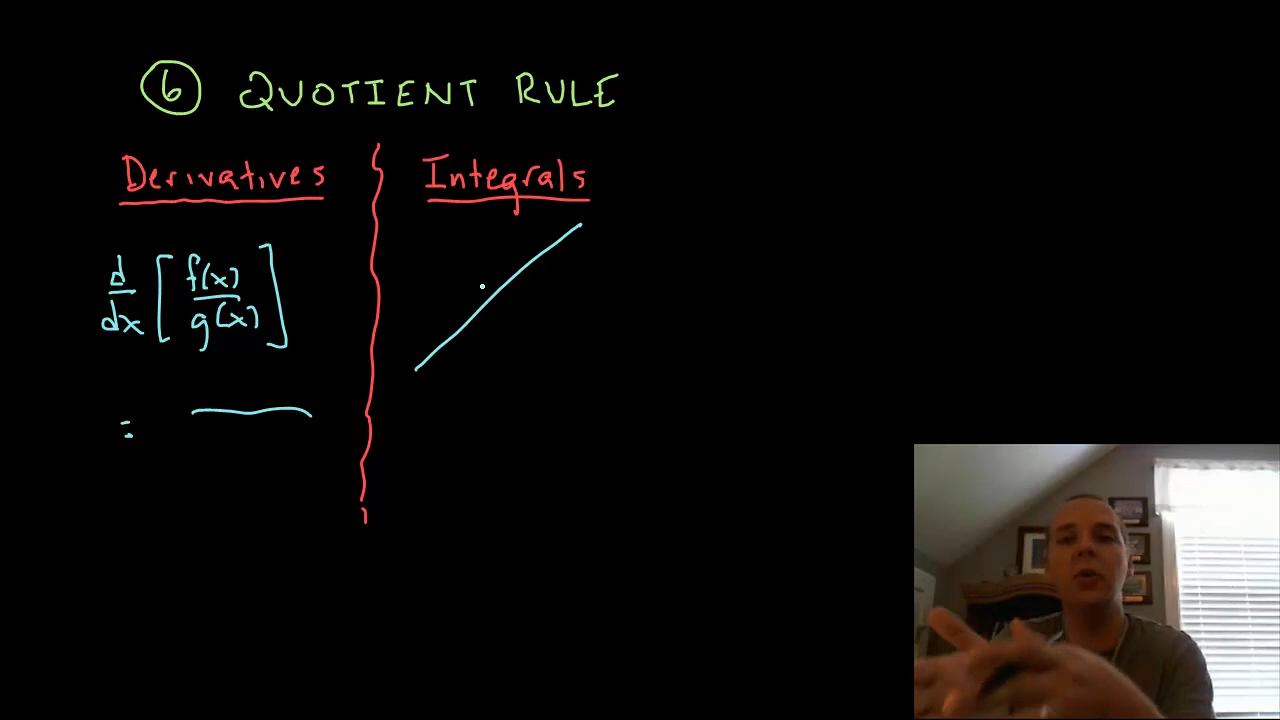 6 QUOTIENT RULE
Derivatives
Integrals
d/dx [ f(x)/g(x) ]
=